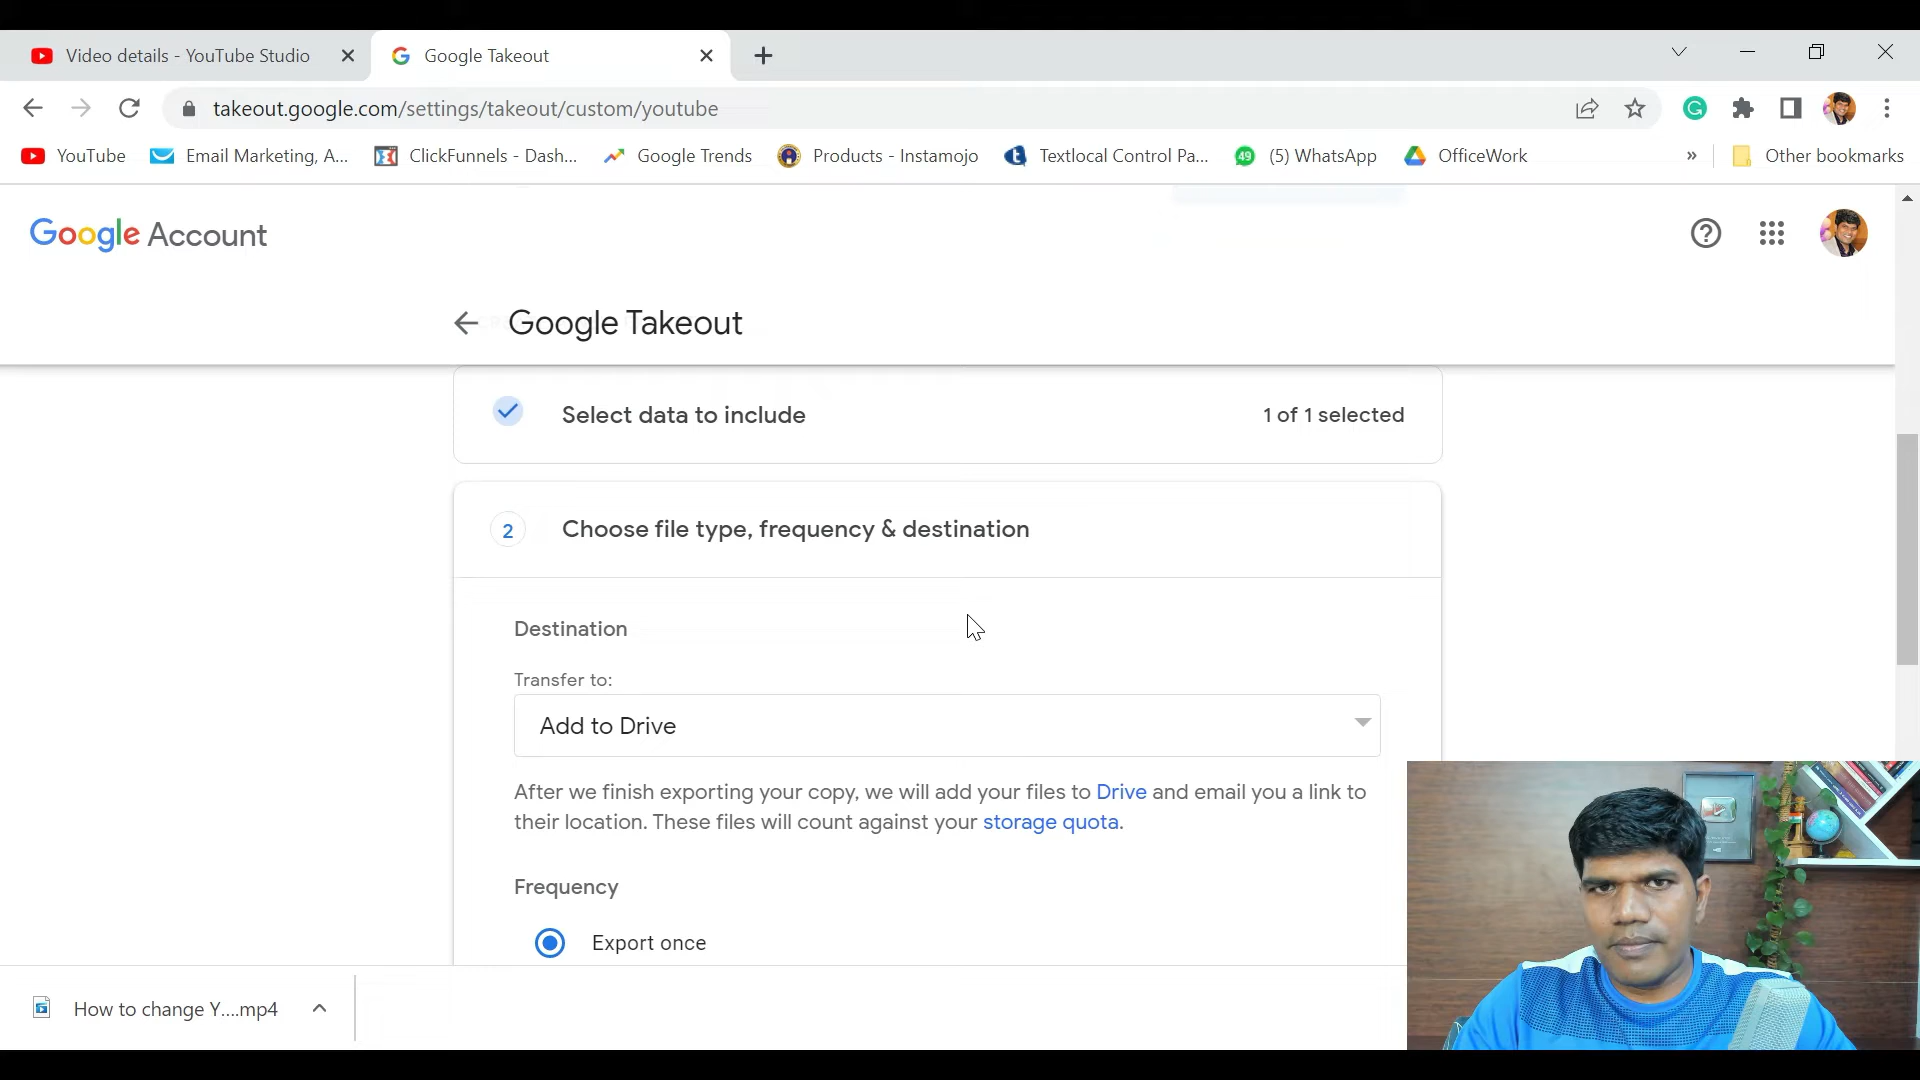 Video details - YouTube Studio
Google Takeout
takeout.google.com/settings/takeout/custom/youtube
YouTube
Email Marketing, A...
ClickFunnels - Dash...
Google Trends
Products - Instamojo
Textlocal Control Pa...
49
(5) WhatsApp
OfficeWork
»
Other bookmarks
Google Account
Google Takeout
Select data to include
1 of 1 selected
2
Choose file type, frequency & destination
Destination
Transfer to:
Add to Drive
After we finish exporting your copy, we will add your files to Drive and email you a link to
their location. These files will count against your storage quota.
Frequency
Export once
How to change Y....mp4